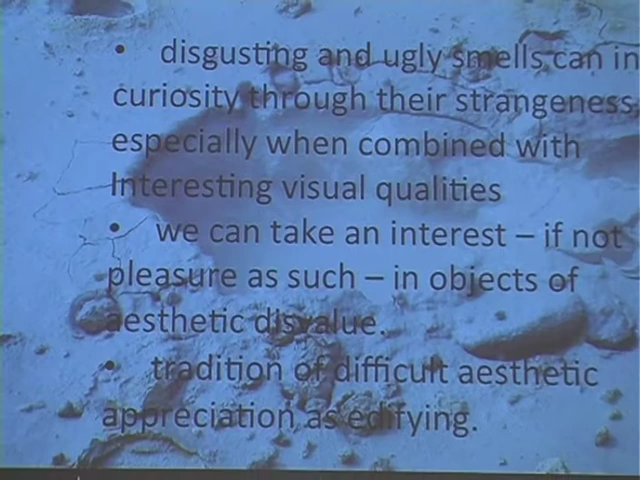 • disgusting and ugly smells can in
curiosity through their strangeness
especially when combined with
Interesting visual qualities
• we can take an interest – if not
pleasure as such – in objects of
aesthetic disvalue.
• tradition of difficult aesthetic
appreciation as edifying.